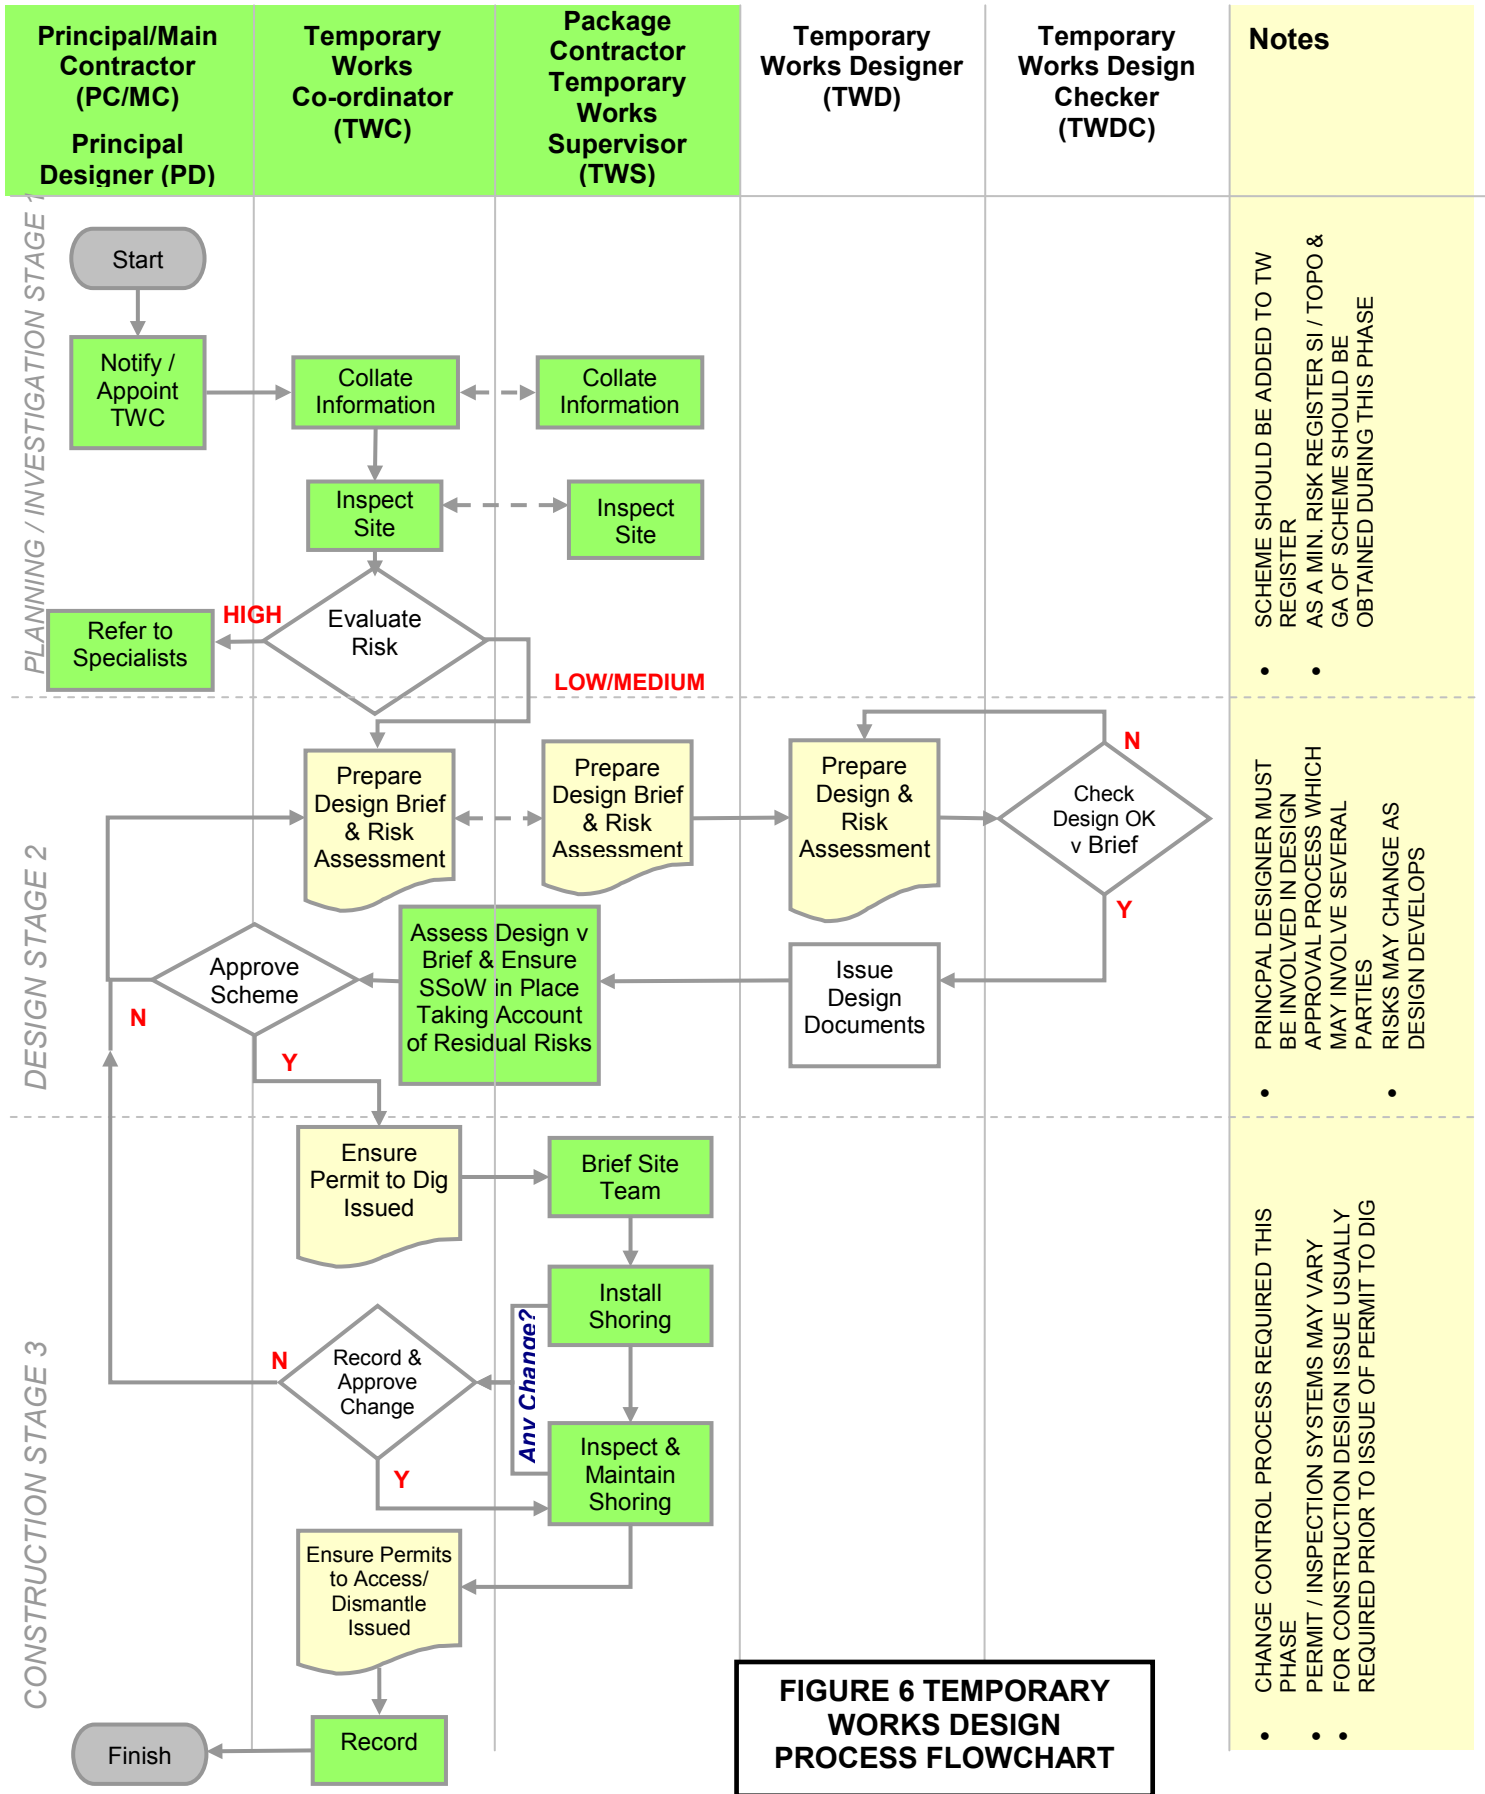 Principal/Main
Contractor
(PC/MC)
Principal
Designer (PD)
Temporary
Works
Co-ordinator
(TWC)
Package
Contractor
Temporary
Works
Supervisor
(TWS)
Temporary
Works Designer
(TWD)
Temporary
Works Design
Checker
(TWDC)
Notes
PLANNING / INVESTIGATION STAGE 1
Start
Notify /
Appoint
TWC
Collate
Information
Collate
Information
Inspect
Site
Inspect
Site
Evaluate
Risk
HIGH
Refer to
Specialists
LOW/MEDIUM
• SCHEME SHOULD BE ADDED TO TW
REGISTER
• AS A MIN. RISK REGISTER SI / TOPO &
GA OF SCHEME SHOULD BE
OBTAINED DURING THIS PHASE
DESIGN STAGE 2
Prepare
Design Brief
& Risk
Assessment
Prepare
Design Brief
& Risk
Assessment
Prepare
Design &
Risk
Assessment
N
Check
Design OK
v Brief
Y
Approve
Scheme
N
Y
Assess Design v
Brief & Ensure
SSoW in Place
Taking Account
of Residual Risks
Issue
Design
Documents
• PRINCPAL DESIGNER MUST
BE INVOLVED IN DESIGN
APPROVAL PROCESS WHICH
MAY INVOLVE SEVERAL
PARTIES
• RISKS MAY CHANGE AS
DESIGN DEVELOPS
CONSTRUCTION STAGE 3
Ensure
Permit to Dig
Issued
Brief Site
Team
Install
Shoring
Any Change?
N
Record &
Approve
Change
Y
Inspect &
Maintain
Shoring
Ensure Permits
to Access/
Dismantle
Issued
Record
Finish
• CHANGE CONTROL PROCESS REQUIRED THIS
PHASE
• PERMIT / INSPECTION SYSTEMS MAY VARY
• FOR CONSTRUCTION DESIGN ISSUE USUALLY
REQUIRED PRIOR TO ISSUE OF PERMIT TO DIG
FIGURE 6 TEMPORARY
WORKS DESIGN
PROCESS FLOWCHART